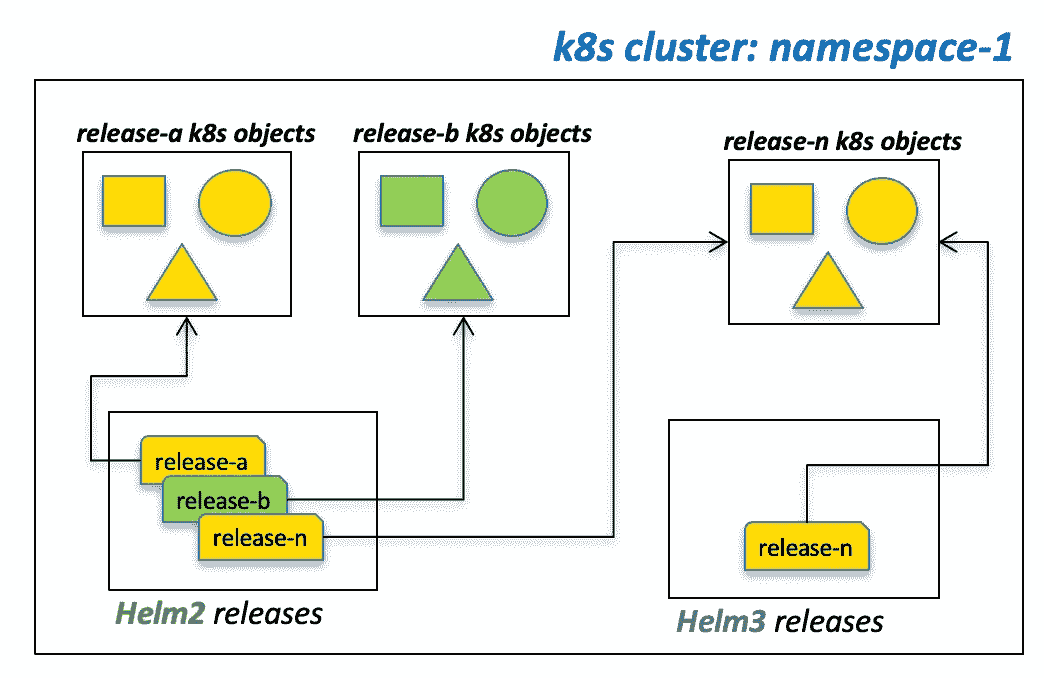 k8s cluster: namespace-1
release-a k8s objects
release-b k8s objects
release-n k8s objects
release-a
release-b
release-n
Helm2 releases
release-n
Helm3 releases